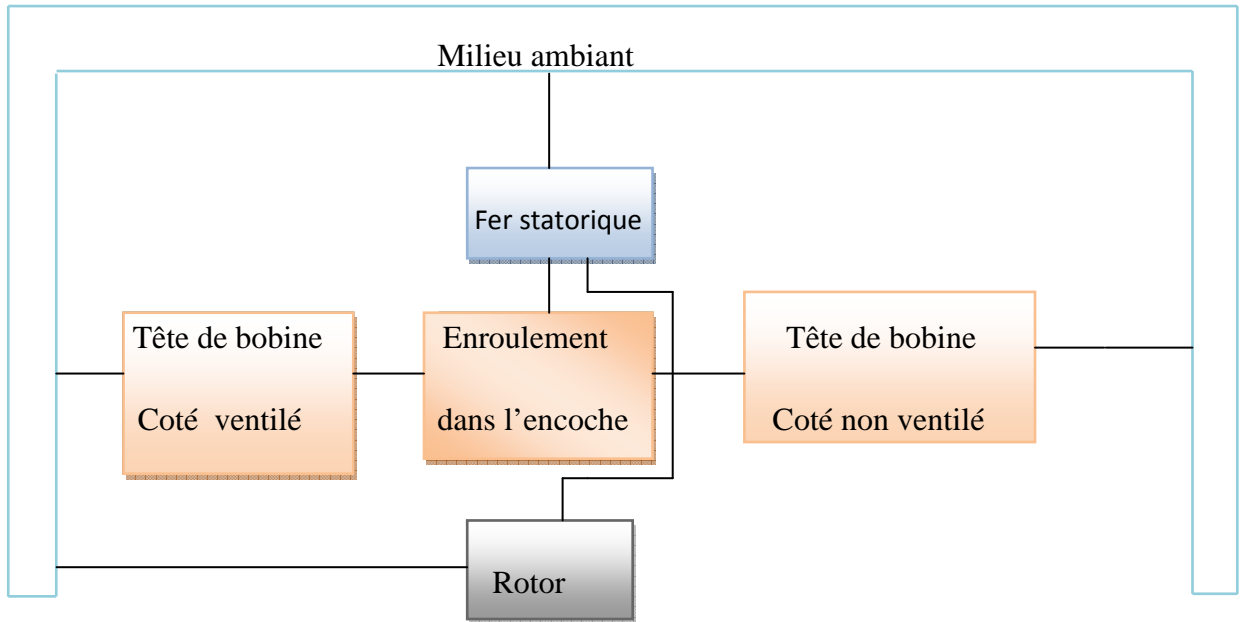 Milieu ambiant
Fer statorique
Tête de bobine
Coté ventilé
Enroulement
dans l’encoche
Tête de bobine
Coté non ventilé
Rotor